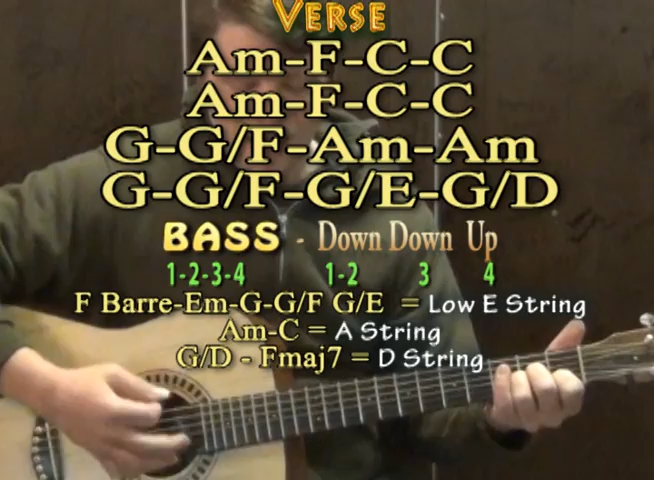 VERSE
Am-F-C-C
Am-F-C-C
G-G/F-Am-Am
G-G/F-G/E-G/D
BASS - Down Down Up
1-2-3-4 1-2 3 4
F Barre-Em-G-G/F G/E = Low E String
Am-C = A String
G/D - Fmaj7 = D String